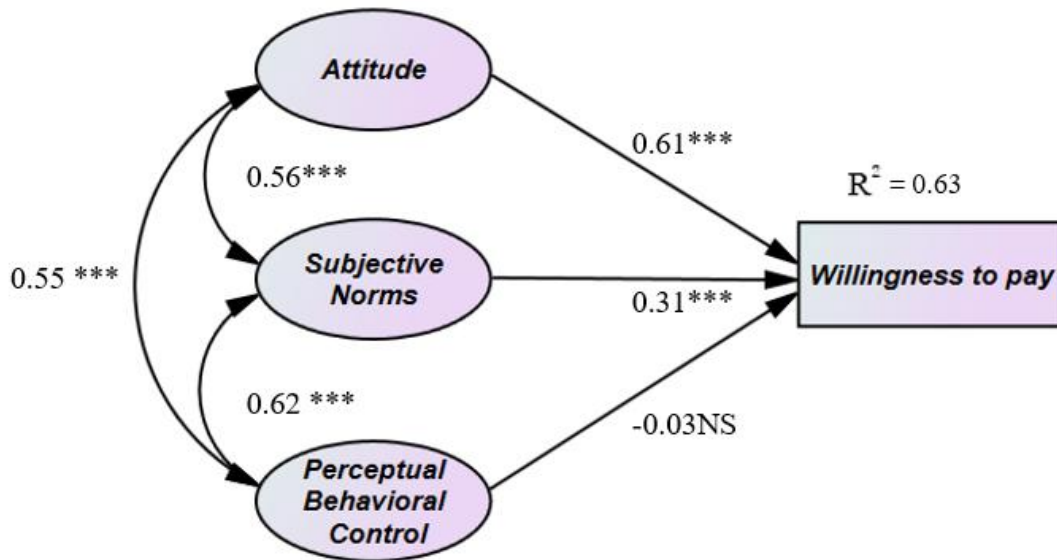 Attitude
0.61***
R² = 0.63
0.56***
0.55 ***
Subjective
Norms
0.31***
Willingness to pay
0.62 ***
-0.03NS
Perceptual
Behavioral
Control